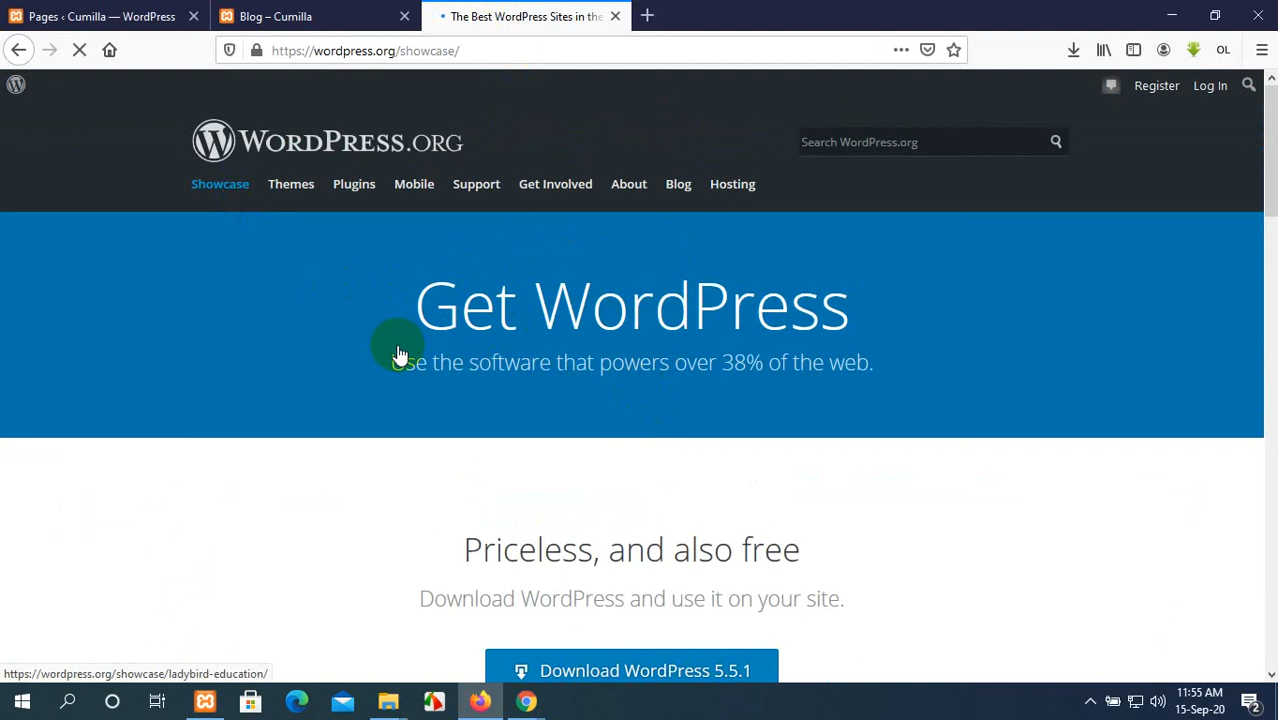 Pages ‹ Cumilla — WordPress
Blog – Cumilla
The Best WordPress Sites in the
https://wordpress.org/showcase/
OL
Register
Log In
WORDPRESS.ORG
Search WordPress.org
Showcase
Themes
Plugins
Mobile
Support
Get Involved
About
Blog
Hosting
Get WordPress
Use the software that powers over 38% of the web.
Priceless, and also free
Download WordPress and use it on your site.
Download WordPress 5.5.1
https://wordpress.org/showcase/ladybird-education/
11:55 AM
15-Sep-20
2